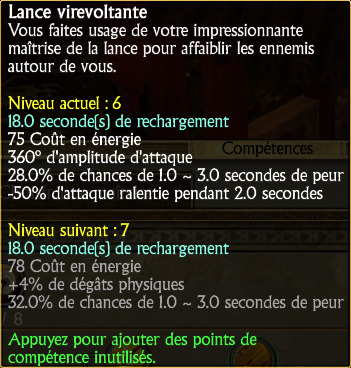 Lance virevoltante
Vous faites usage de votre impressionnante
maîtrise de la lance pour affaiblir les ennemis
autour de vous.
Niveau actuel : 6
18.0 seconde(s) de rechargement
75 Coût en énergie
360° d'amplitude d'attaque
Compétences
28.0% de chances de 1.0 ~ 3.0 secondes de peur
-50% d'attaque ralentie pendant 2.0 secondes
Niveau suivant : 7
18.0 seconde(s) de rechargement
78 Coût en énergie
+4% de dégâts physiques
32.0% de chances de 1.0 ~ 3.0 secondes de peur
/ 8
Appuyez pour ajouter des points de
compétence inutilisés.